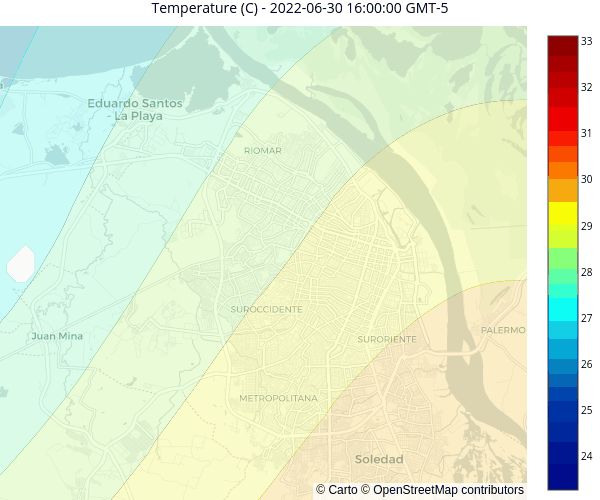 Temperature (C) - 2022-06-30 16:00:00 GMT-5
Eduardo Santos
- La Playa
RIOMAR
SUROCCIDENTE
Juan Mina
SURORIENTE
PALERMO
METROPOLITANA
Soledad
© Carto © OpenStreetMap contributors
33
32
31
30
29
28
27
26
25
24